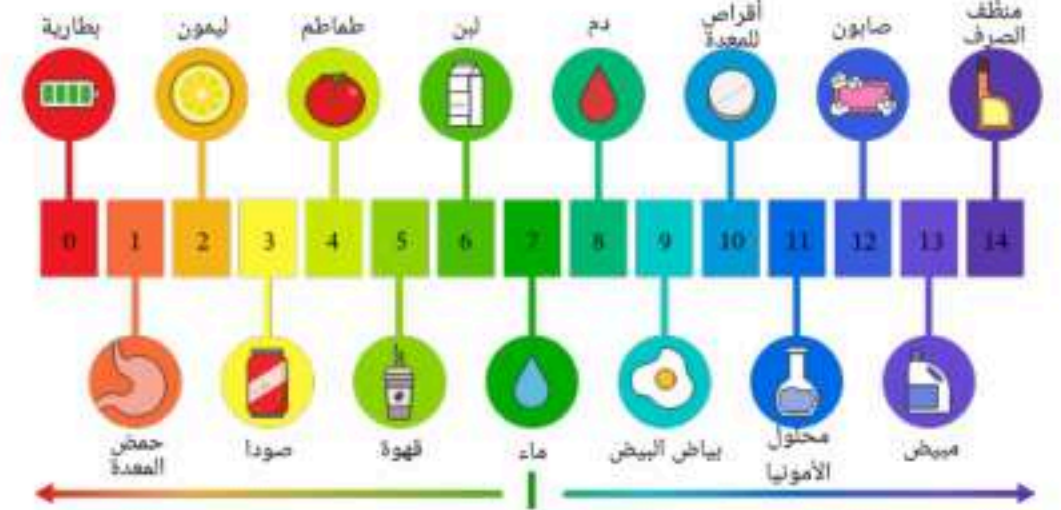 بطارية
ليمون
طماطم
لبن
دم
أقراص
للمعدة
صابون
منظف
الصرف
0 1 2 3 4 5 6 7 8 9 10 11 12 13 14
حمض
المعدة
صودا
قهوة
ماء
بياض البيض
محلول
الأمونيا
مبيض